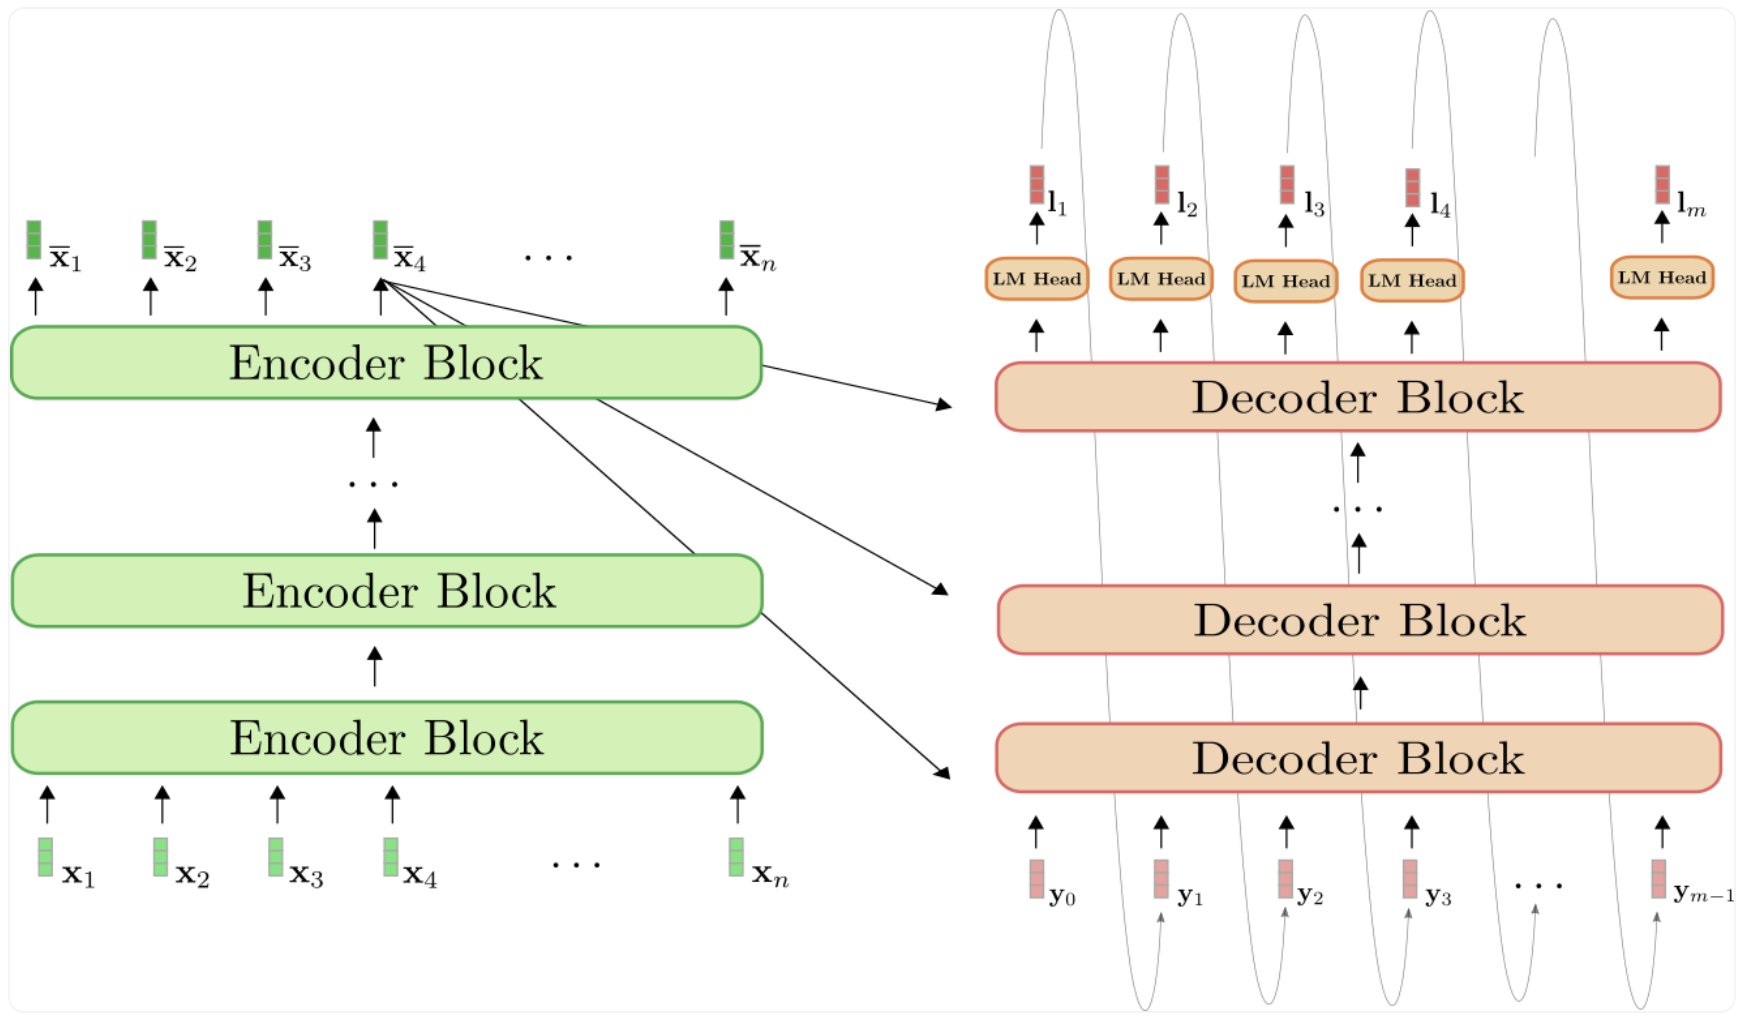 l₁ l₂ l₃ l₄ lₘ
x̅₁ x̅₂ x̅₃ x̅₄ ... x̅ₙ
LM Head LM Head LM Head LM Head LM Head
Encoder Block
Decoder Block
...
...
Encoder Block
Decoder Block
Encoder Block
Decoder Block
x₁ x₂ x₃ x₄ ... xₙ
y₀ y₁ y₂ y₃ ... yₘ₋₁